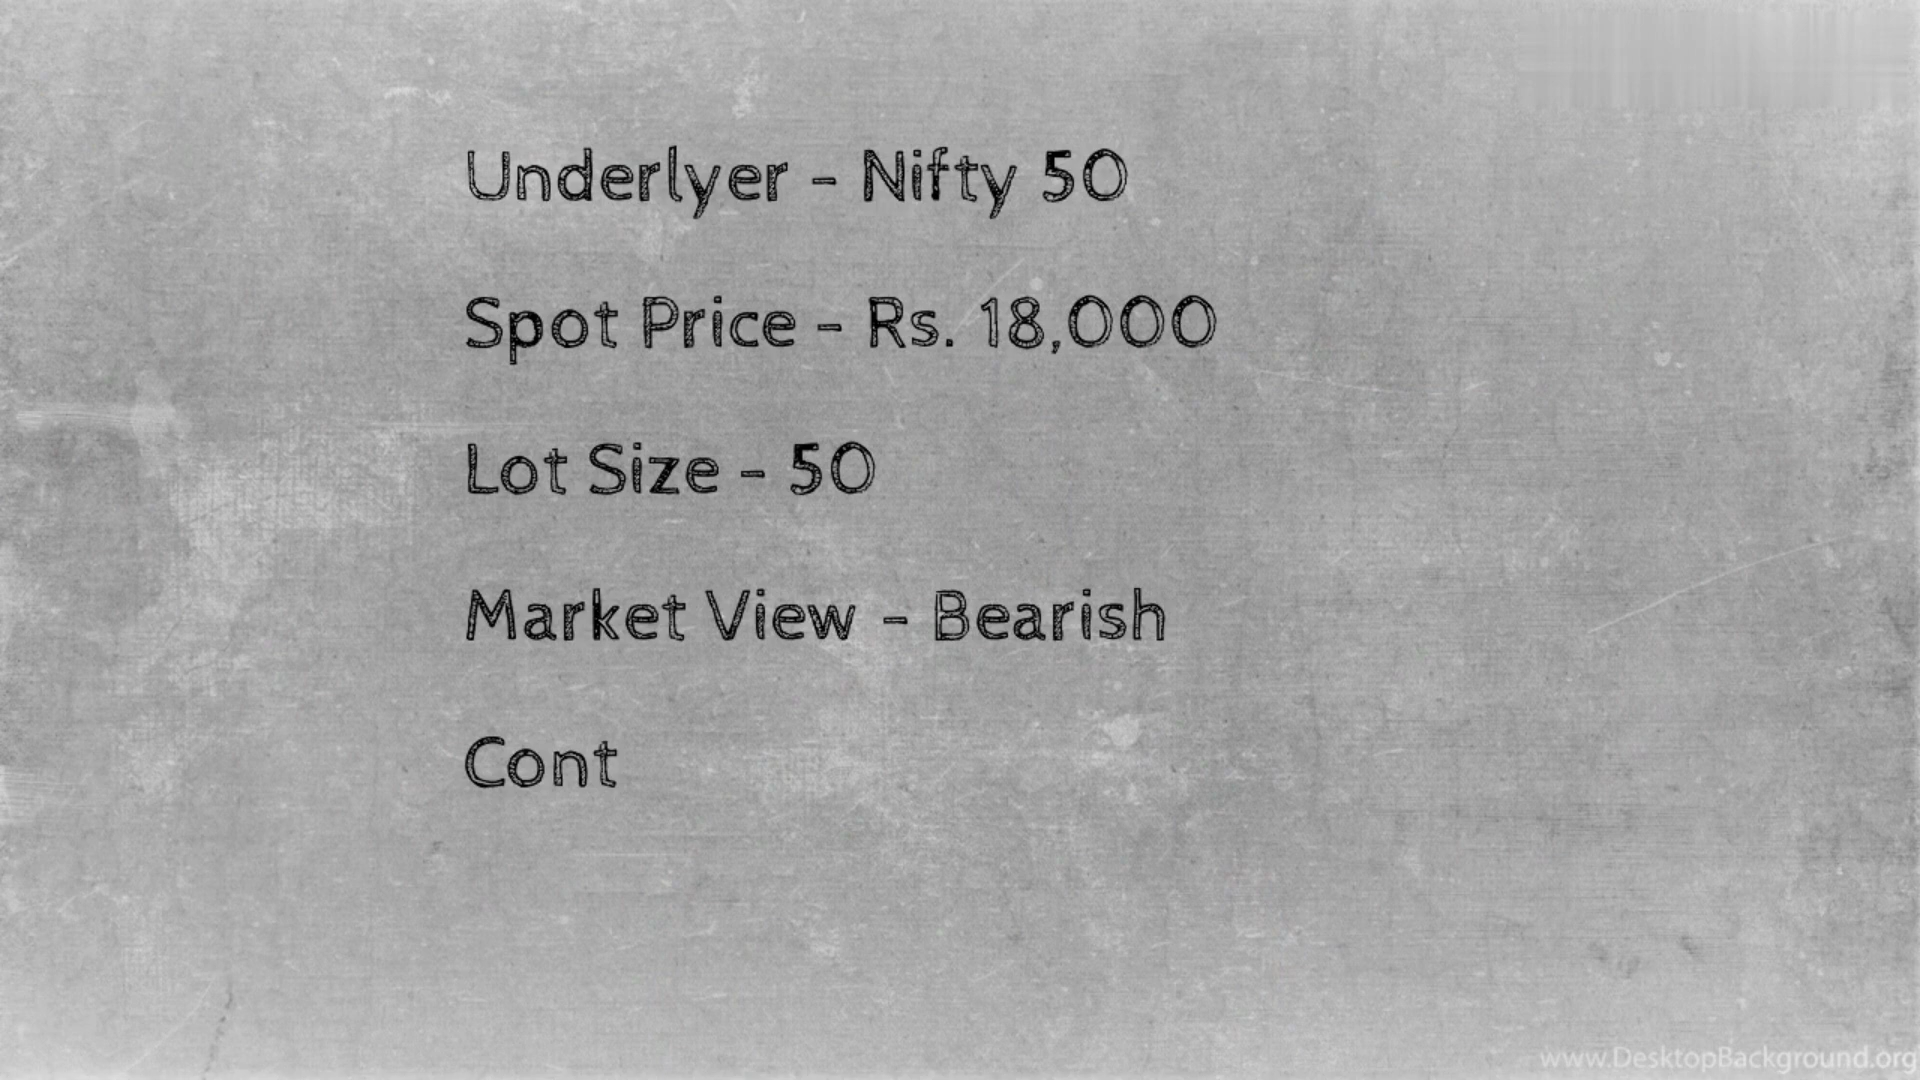 Underlyer - Nifty 50
Spot Price - Rs. 18,000
Lot Size - 50
Market View - Bearish
Cont
www.DesktopBackground.org